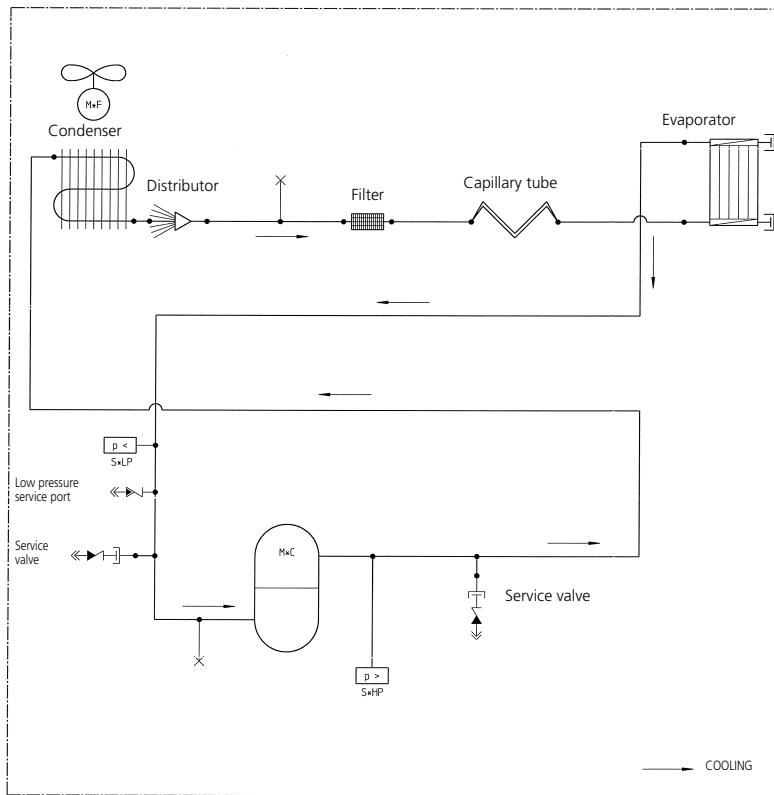 M*F
Condenser
Evaporator
Distributor
Filter
Capillary tube
p <
S*LP
Low pressure
service port
Service
valve
M*C
Service valve
p >
S*HP
COOLING